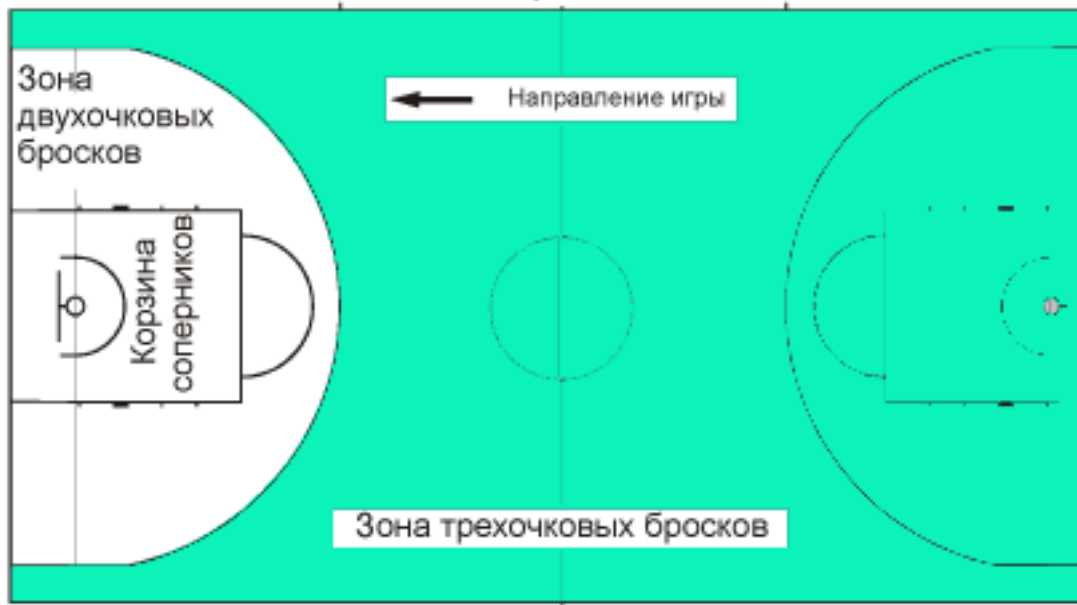 Зона
двухочковых
бросков
Направление игры
Корзина
соперников
Зона трехочковых бросков